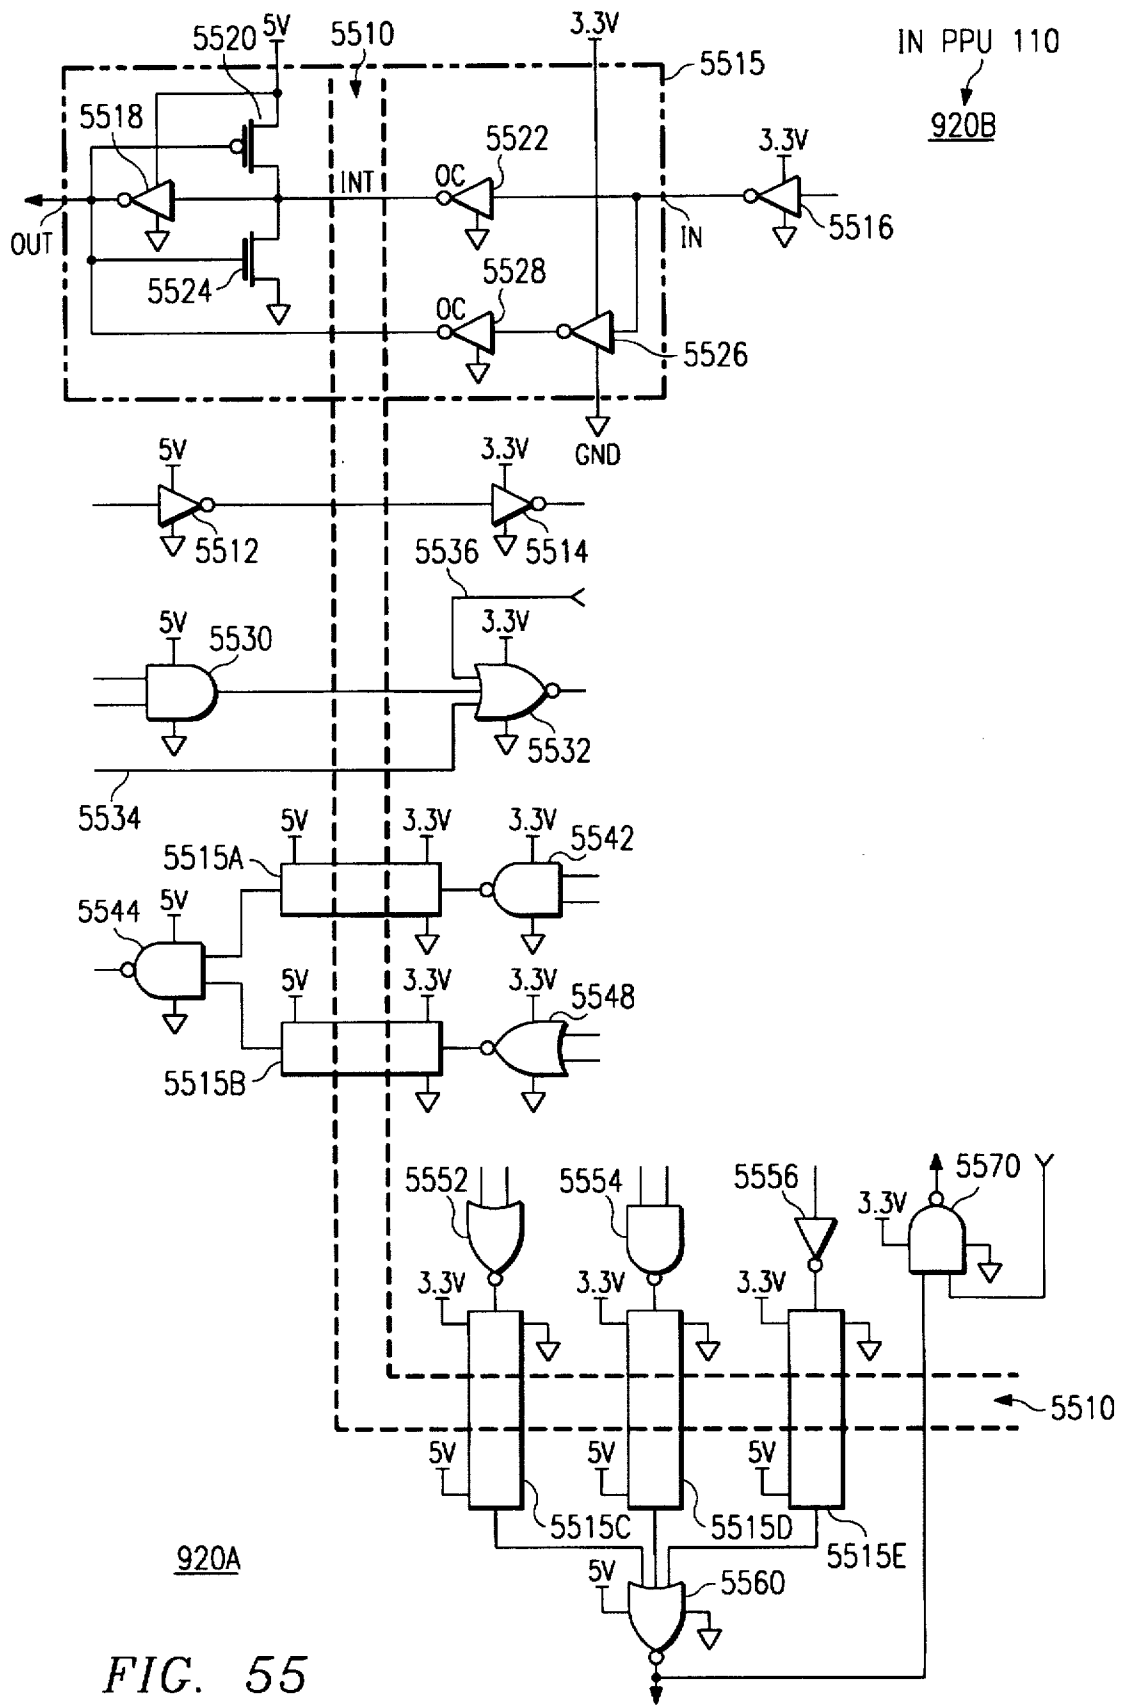 5520 5V 5510 3.3V IN PPU 110
5515
5518 920B
3.3V
OC 5522
INT
OUT IN 5516
5524 OC 5528
5526
GND
5V 3.3V
5512 5514
5536
5V 5530 3.3V
5532
5534
5V 3.3V 3.3V 5542
5515A
5544 5V
5V 3.3V 3.3V 5548
5515B
5552 5554 5556 5570
3.3V
3.3V 3.3V 3.3V
5510
5V 5V 5V
5515C 5515D 5515E
920A
5V 5560
FIG. 55